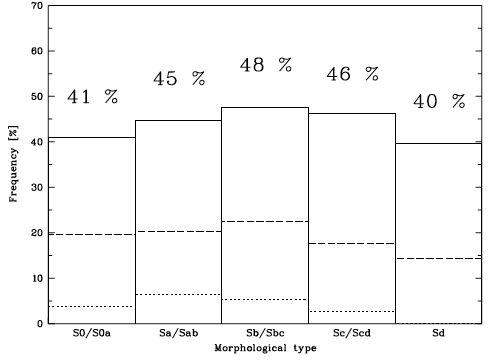 70
60
50
40
30
20
10
0
Frequency [%]
41 %
45 %
48 %
46 %
40 %
S0/S0a
Sa/Sab
Sb/Sbc
Sc/Scd
Sd
Morphological type